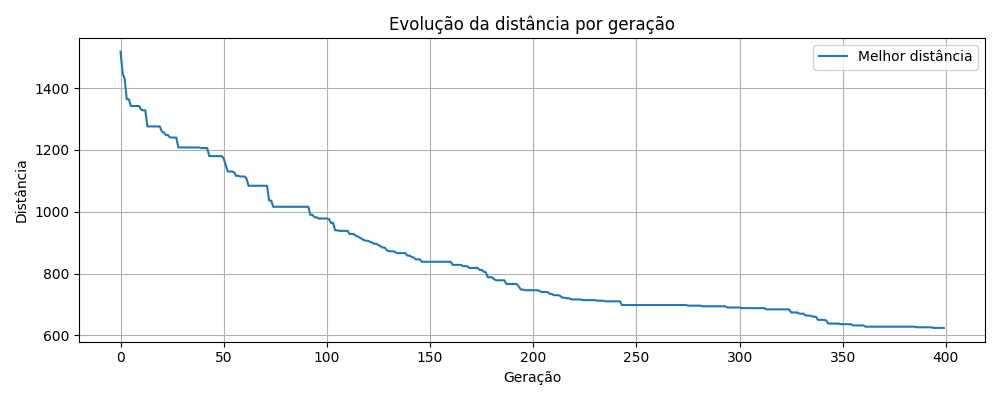 Evolução da distância por geração
Melhor distância
Distância
1400
1200
1000
800
600
0 50 100 150 200 250 300 350 400
Geração